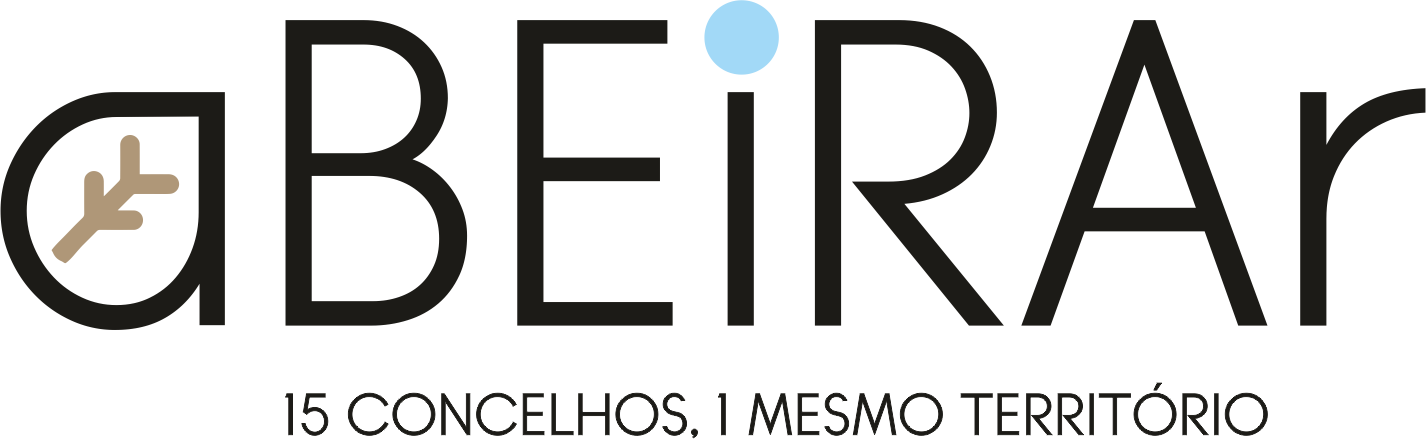 aBEiRAr
15 CONCELHOS, 1 MESMO TERRITÓRIO